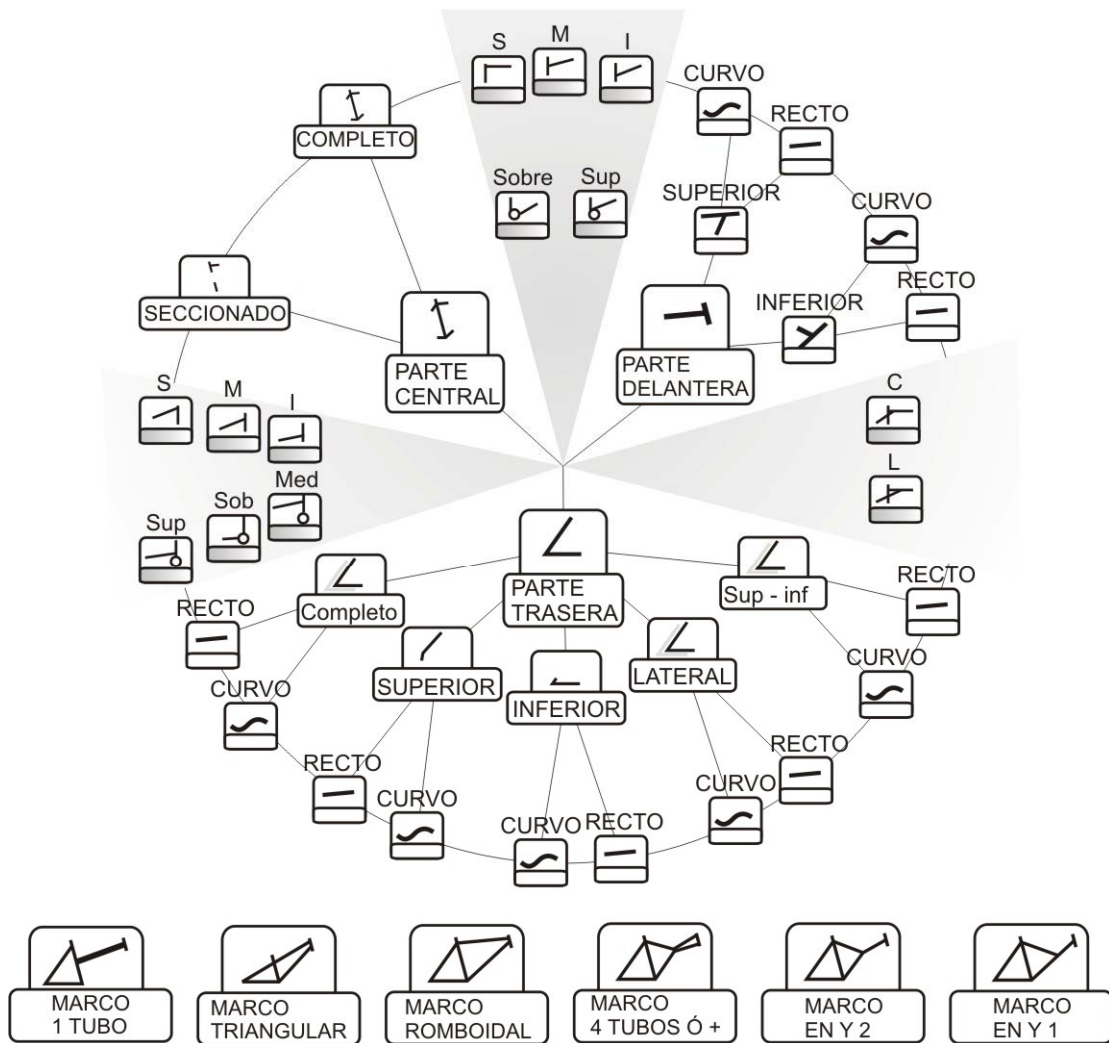 S
M
I
CURVO
RECTO
COMPLETO
Sobre
Sup
SUPERIOR
CURVO
SECCIONADO
RECTO
INFERIOR
PARTE
CENTRAL
PARTE
DELANTERA
S
M
I
C
L
Sup
Sob
Med
PARTE
TRASERA
Completo
Sup - inf
RECTO
RECTO
SUPERIOR
INFERIOR
LATERAL
CURVO
CURVO
RECTO
RECTO
CURVO
CURVO
RECTO
CURVO
MARCO
1 TUBO
MARCO
TRIANGULAR
MARCO
ROMBOIDAL
MARCO
4 TUBOS Ó +
MARCO
EN Y 2
MARCO
EN Y 1